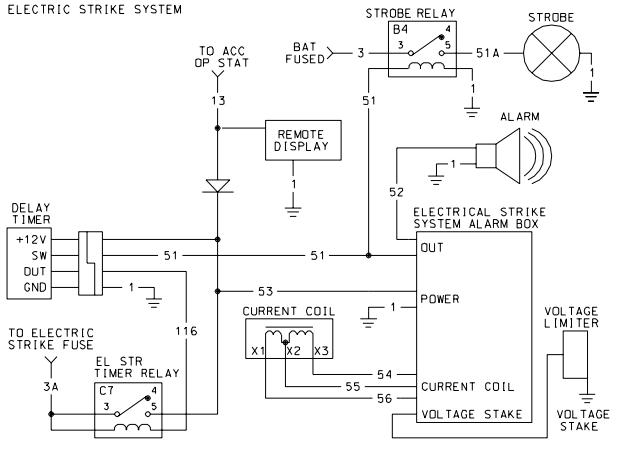 ELECTRIC STRIKE SYSTEM
STROBE RELAY
B4
4
3
5
STROBE
BAT
FUSED
3
51A
1
1
TO ACC
OP STAT
13
51
ALARM
1
REMOTE
DISPLAY
1
52
DELAY
TIMER
+12V
SW
OUT
GND
51
51
1
ELECTRICAL STRIKE
SYSTEM ALARM BOX
OUT
POWER
CURRENT COIL
VOLTAGE STAKE
53
1
116
CURRENT COIL
X1
X2
X3
54
55
56
VOLTAGE
LIMITER
VOLTAGE
STAKE
TO ELECTRIC
STRIKE FUSE
3A
EL STR
TIMER RELAY
C7
4
3
5